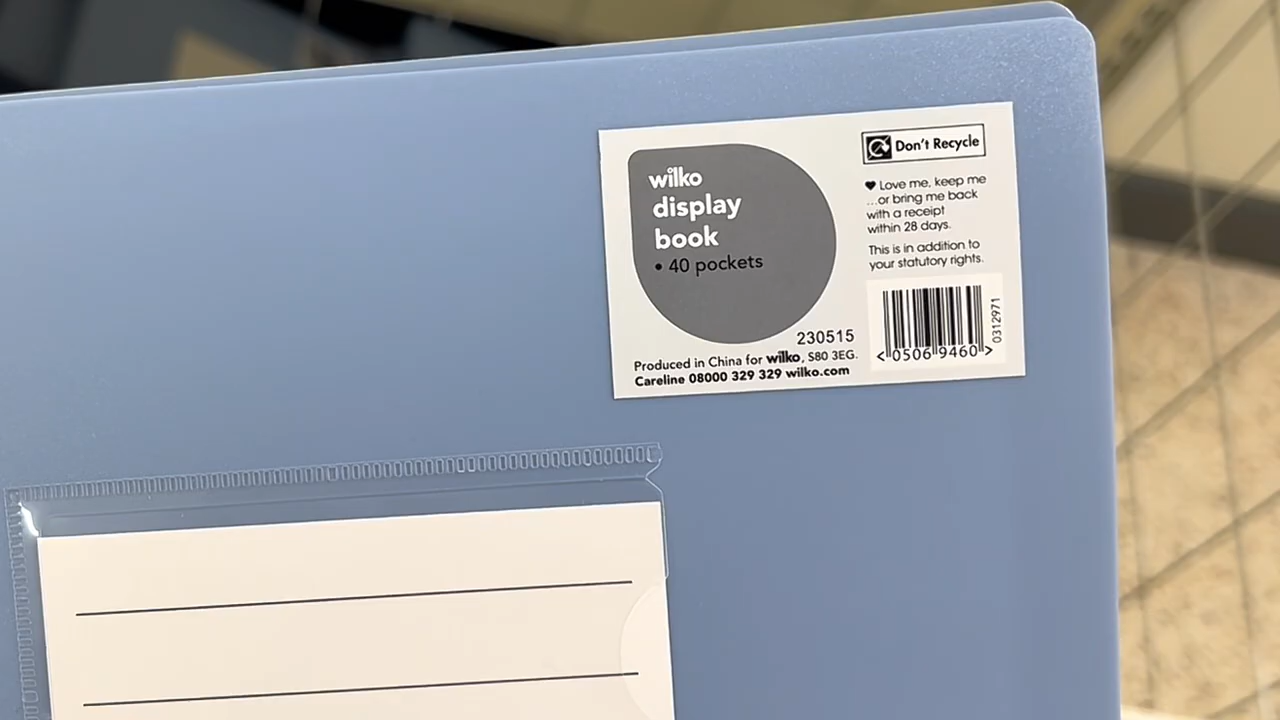 wilko
display
book
• 40 pockets
230515
Produced in China for wilko, S80 3EG.
Careline 08000 329 329 wilko.com
Don't Recycle
♥ Love me, keep me
...or bring me back
with a receipt
within 28 days.
This is in addition to
your statutory rights.
<05069460>
0312971